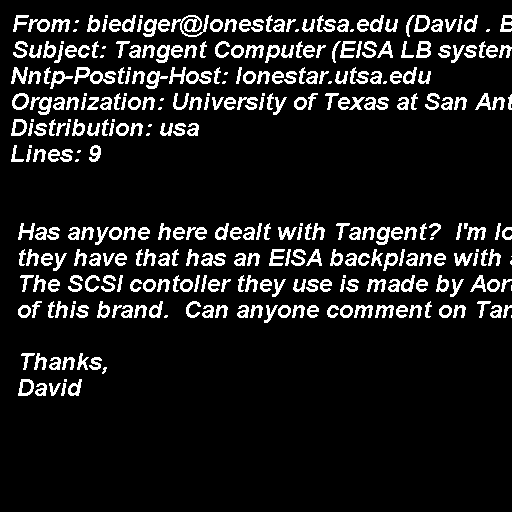 From: biediger@lonestar.utsa.edu (David . B
Subject: Tangent Computer (EISA LB system
Nntp-Posting-Host: lonestar.utsa.edu
Organization: University of Texas at San Ant
Distribution: usa
Lines: 9
Has anyone here dealt with Tangent?  I'm lo
they have that has an EISA backplane with
The SCSI contoller they use is made by Aor
of this brand.  Can anyone comment on Tan
Thanks,
David